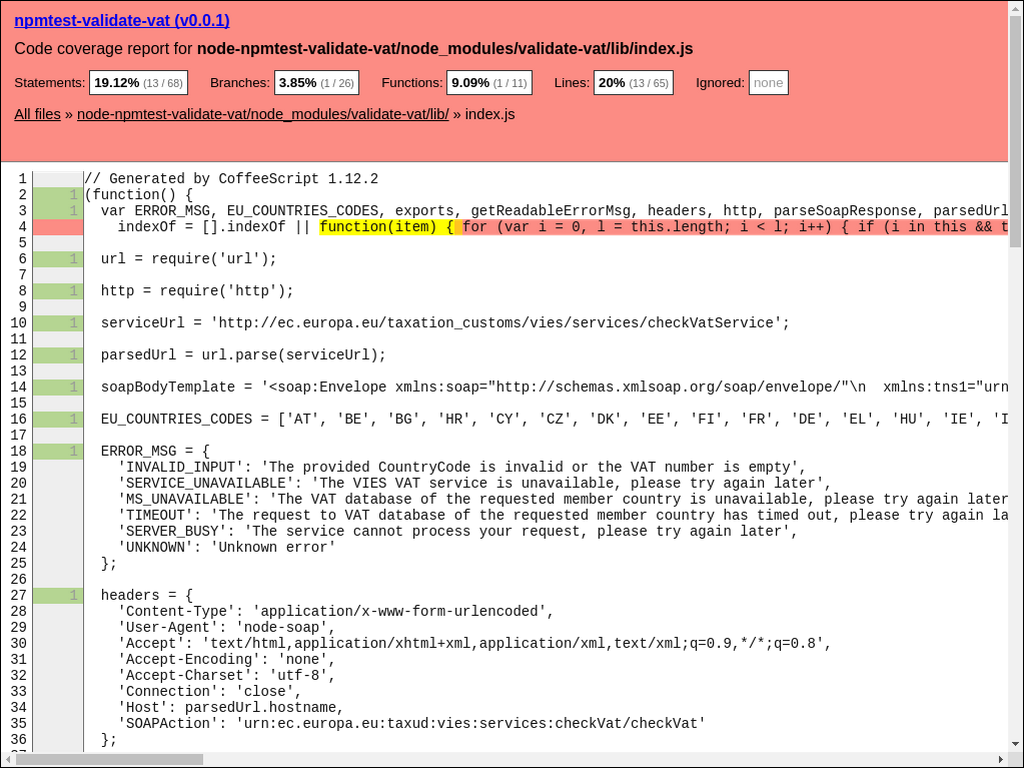 npmtest-validate-vat (v0.0.1)
Code coverage report for node-npmtest-validate-vat/node_modules/validate-vat/lib/index.js
Statements: 19.12% (13 / 68) Branches: 3.85% (1 / 26) Functions: 9.09% (1 / 11) Lines: 20% (13 / 65) Ignored: none
All files » node-npmtest-validate-vat/node_modules/validate-vat/lib/ » index.js
1 // Generated by CoffeeScript 1.12.2
2 1 (function() {
3 1 var ERROR_MSG, EU_COUNTRIES_CODES, exports, getReadableErrorMsg, headers, http, parseSoapResponse, parsedUrl
4 indexOf = [].indexOf || function(item) { for (var i = 0, l = this.length; i < l; i++) { if (i in this && t
5
6 1 url = require('url');
7
8 1 http = require('http');
9
10 1 serviceUrl = 'http://ec.europa.eu/taxation_customs/vies/services/checkVatService';
11
12 1 parsedUrl = url.parse(serviceUrl);
13
14 1 soapBodyTemplate = '<soap:Envelope xmlns:soap="http://schemas.xmlsoap.org/soap/envelope/"\n  xmlns:tns1="urn
15
16 1 EU_COUNTRIES_CODES = ['AT', 'BE', 'BG', 'HR', 'CY', 'CZ', 'DK', 'EE', 'FI', 'FR', 'DE', 'EL', 'HU', 'IE', 'I
17
18 1 ERROR_MSG = {
19 'INVALID_INPUT': 'The provided CountryCode is invalid or the VAT number is empty',
20 'SERVICE_UNAVAILABLE': 'The VIES VAT service is unavailable, please try again later',
21 'MS_UNAVAILABLE': 'The VAT database of the requested member country is unavailable, please try again later
22 'TIMEOUT': 'The request to VAT database of the requested member country has timed out, please try again la
23 'SERVER_BUSY': 'The service cannot process your request, please try again later',
24 'UNKNOWN': 'Unknown error'
25 };
26
27 1 headers = {
28 'Content-Type': 'application/x-www-form-urlencoded',
29 'User-Agent': 'node-soap',
30 'Accept': 'text/html,application/xhtml+xml,application/xml,text/xml;q=0.9,*/*;q=0.8',
31 'Accept-Encoding': 'none',
32 'Accept-Charset': 'utf-8',
33 'Connection': 'close',
34 'Host': parsedUrl.hostname,
35 'SOAPAction': 'urn:ec.europa.eu:taxud:vies:services:checkVat/checkVat'
36 };